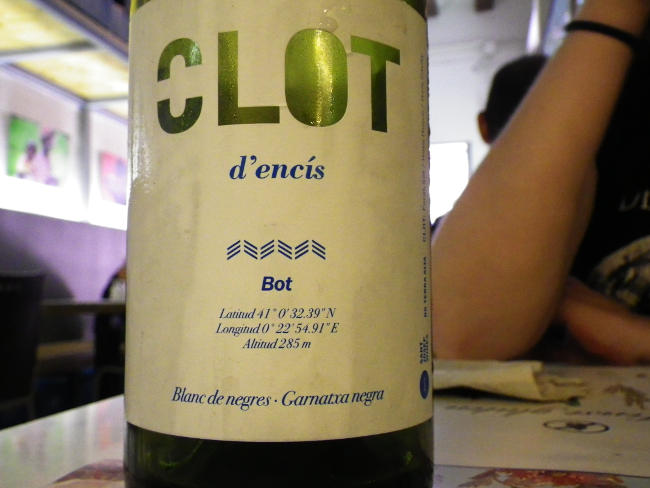 CLOT
d'encís
Bot
Latitud 41° 0' 32.39" N
Longitud 0° 22' 54.91" E
Altitud 285 m
Blanc de negres · Garnatxa negra